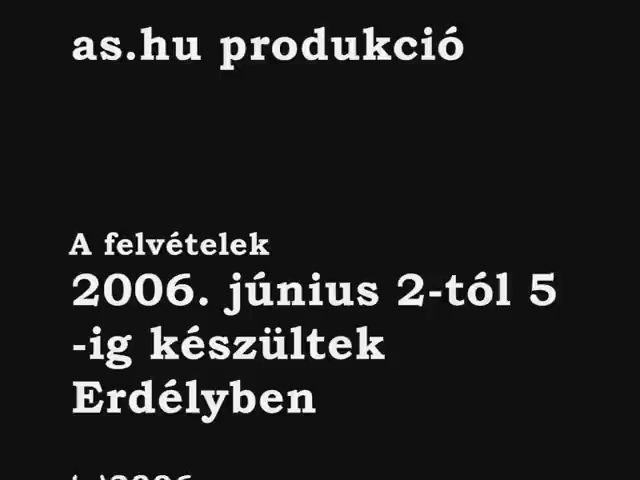 as.hu produkció
A felvételek
2006. június 2-tól 5
-ig készültek
Erdélyben